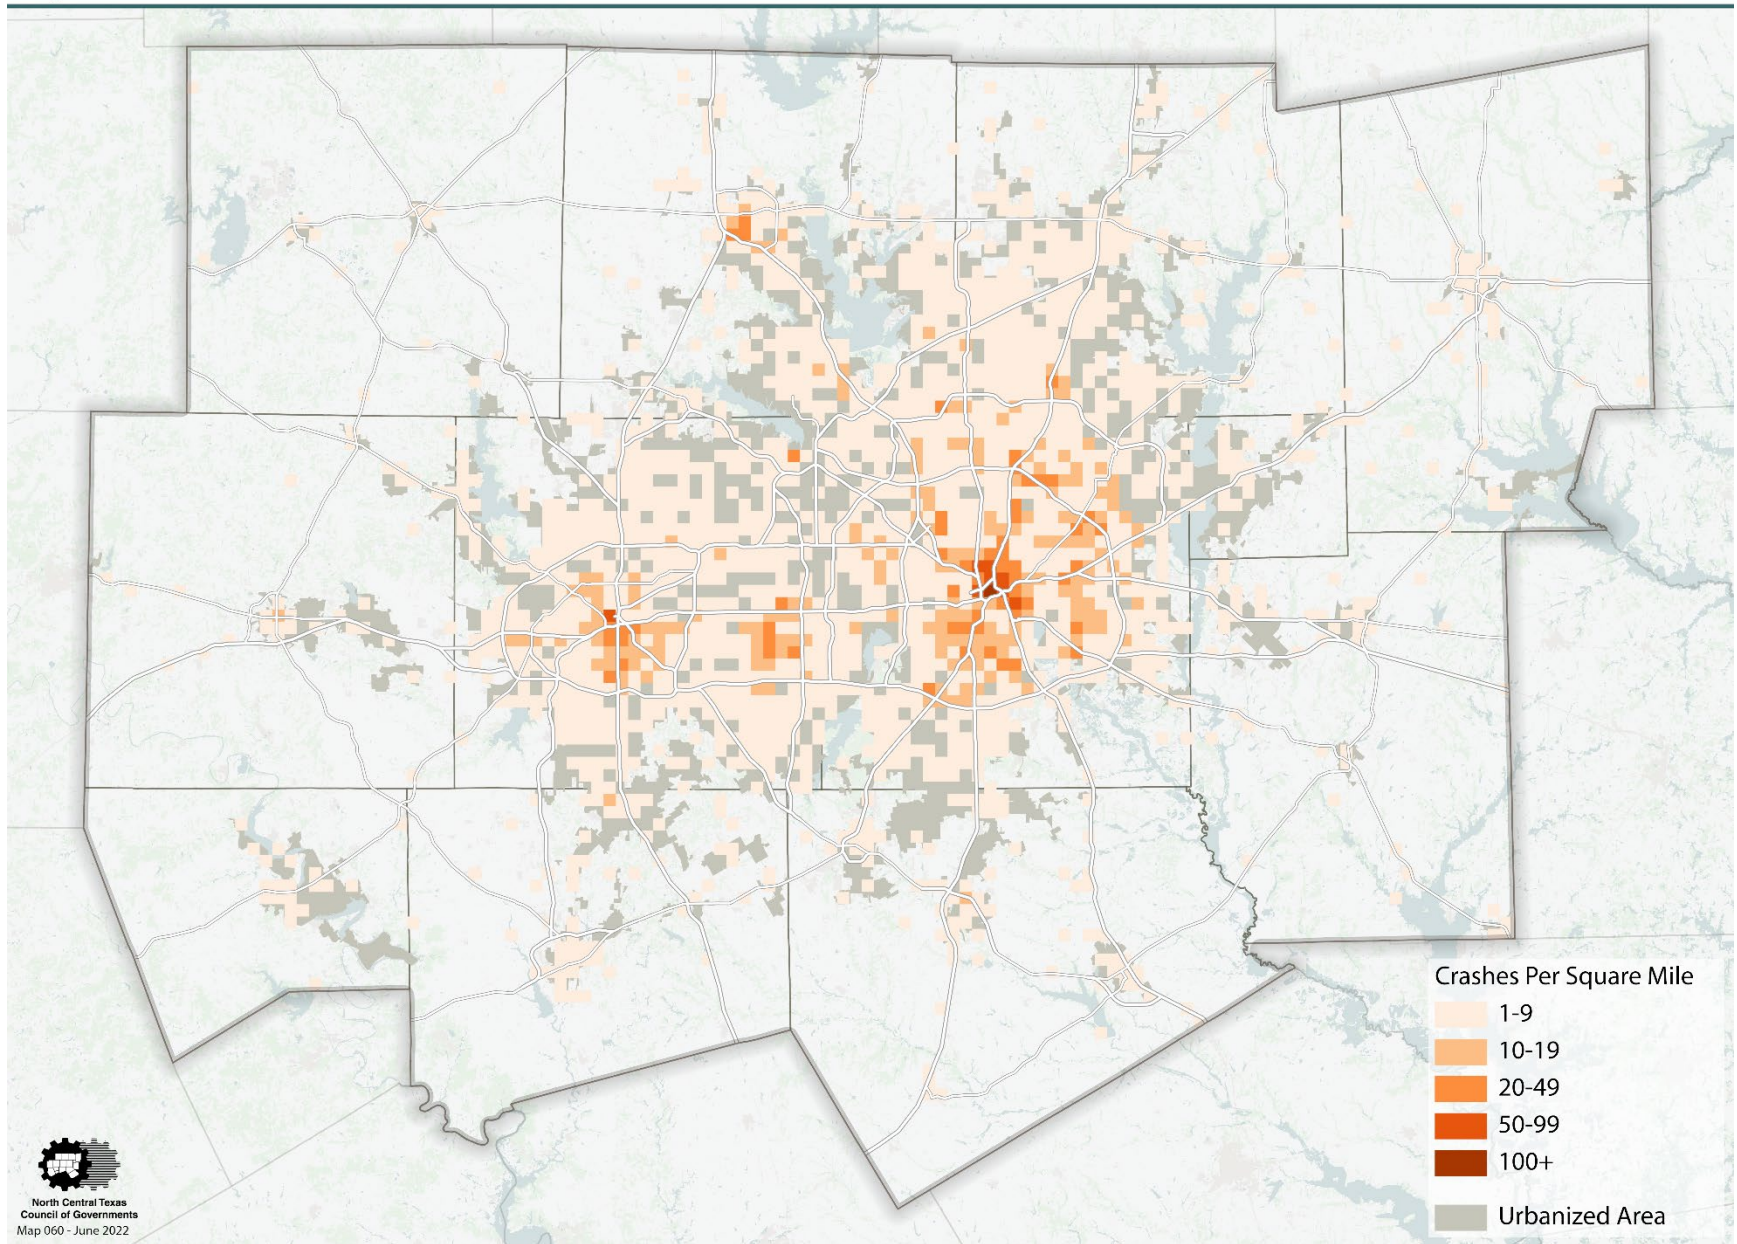 Crashes Per Square Mile
1-9
10-19
20-49
50-99
100+
Urbanized Area
North Central Texas
Council of Governments
Map 060 - June 2022